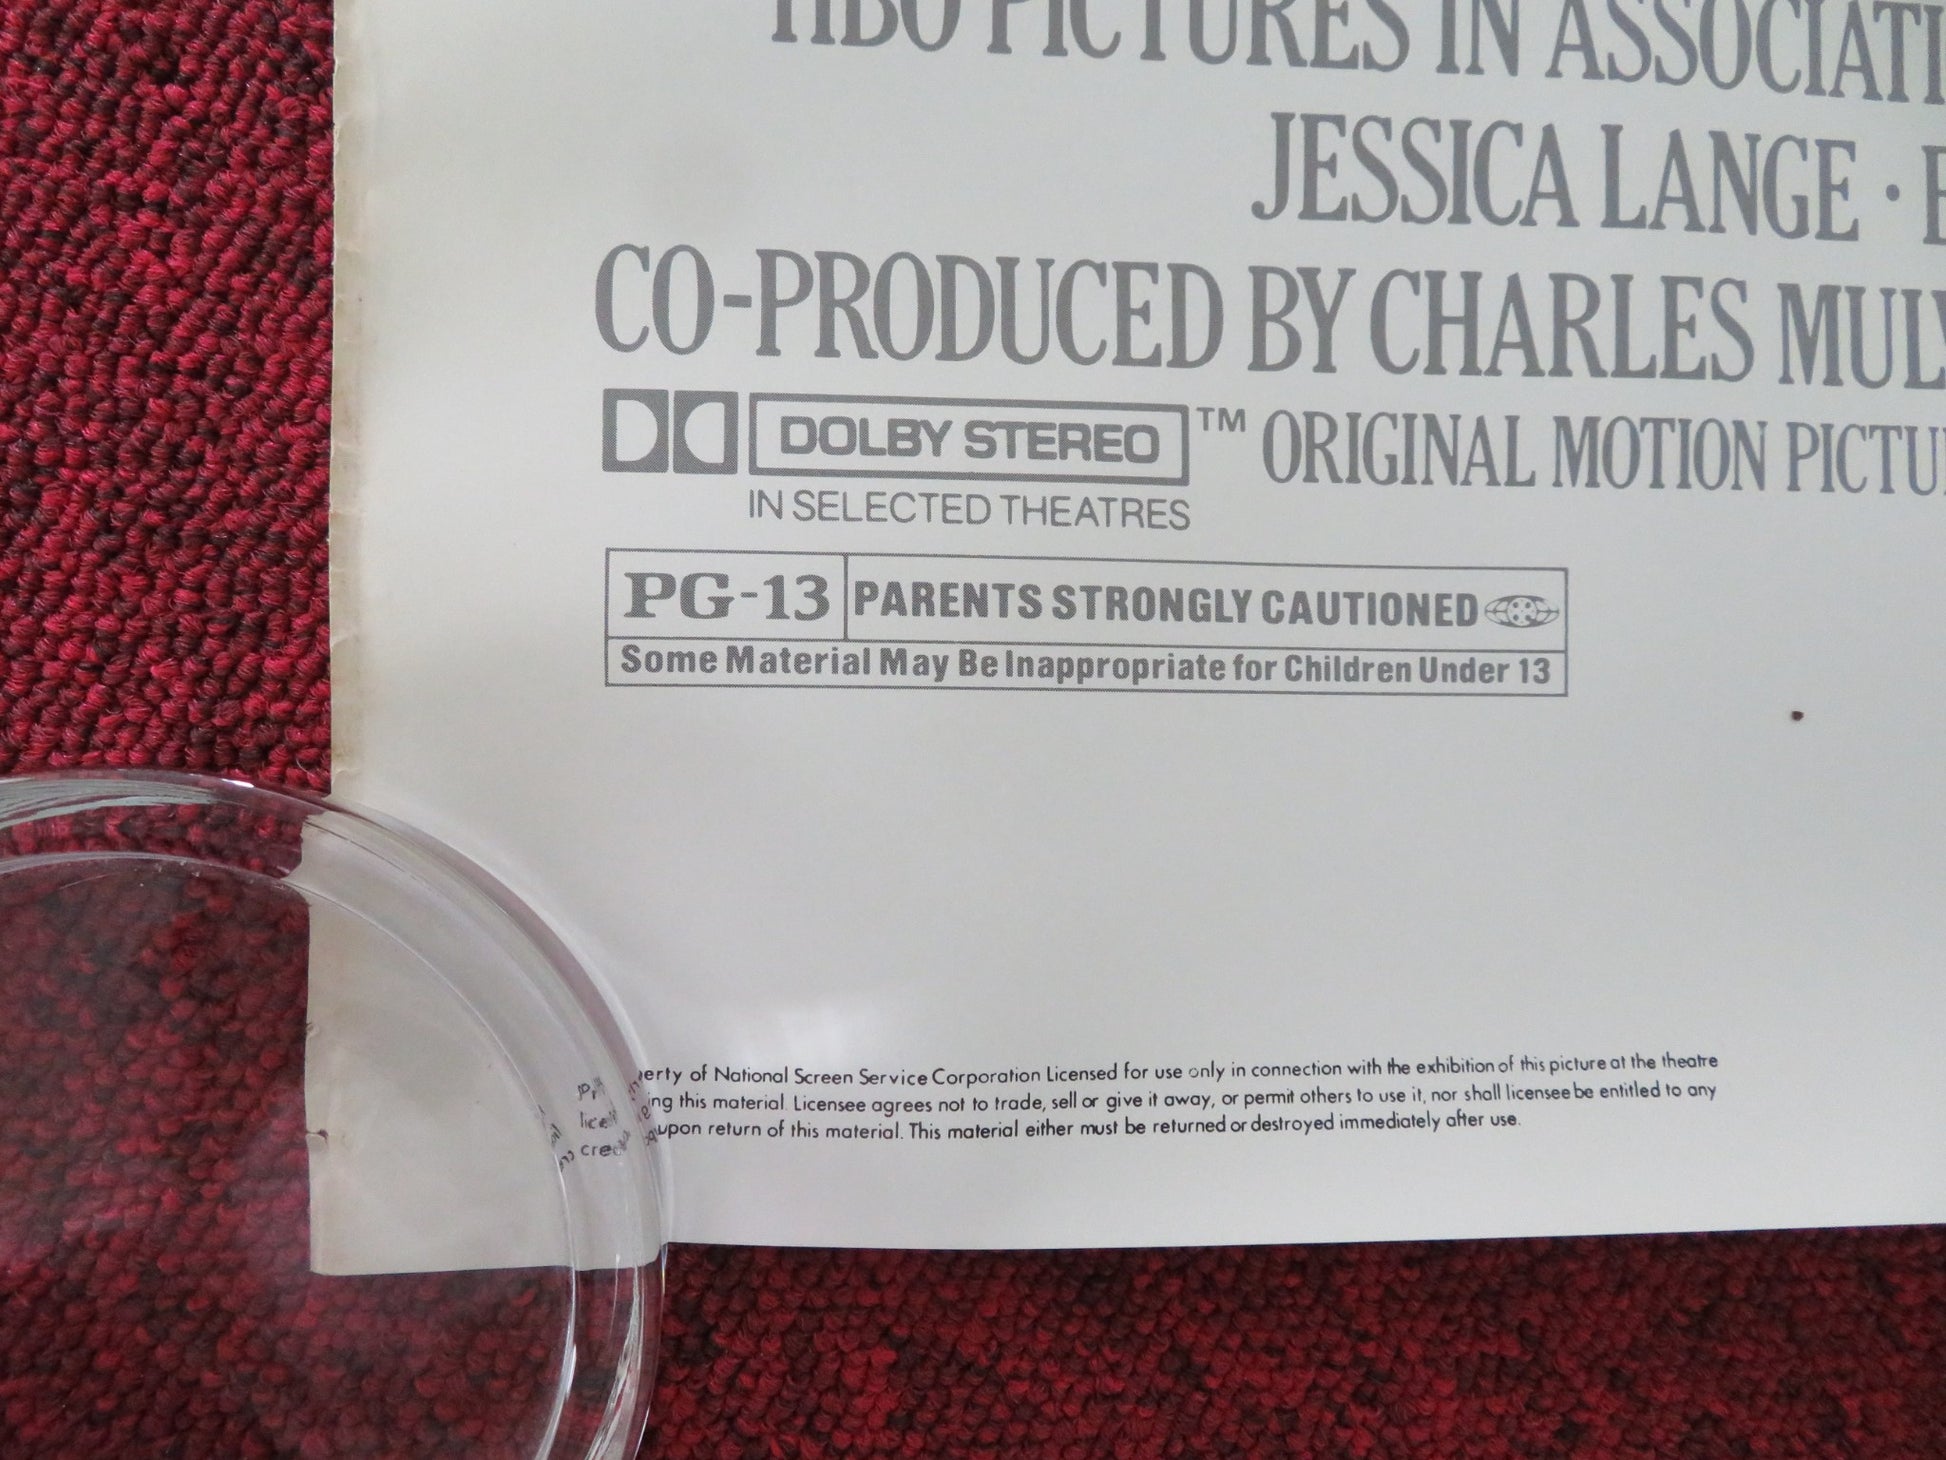 HBO PICTURES IN ASSOCIATI
JESSICA LANGE · E
CO-PRODUCED BY CHARLES MULV
DOLBY STEREO ™ ORIGINAL MOTION PICTU
IN SELECTED THEATRES
PG-13 PARENTS STRONGLY CAUTIONED
Some Material May Be Inappropriate for Children Under 13
erty of National Screen Service Corporation Licensed for use only in connection with the exhibition of this picture at the theatre
licen ing this material. Licensee agrees not to trade, sell or give it away, or permit others to use it, nor shall licensee be entitled to any
cre upon return of this material. This material either must be returned or destroyed immediately after use.